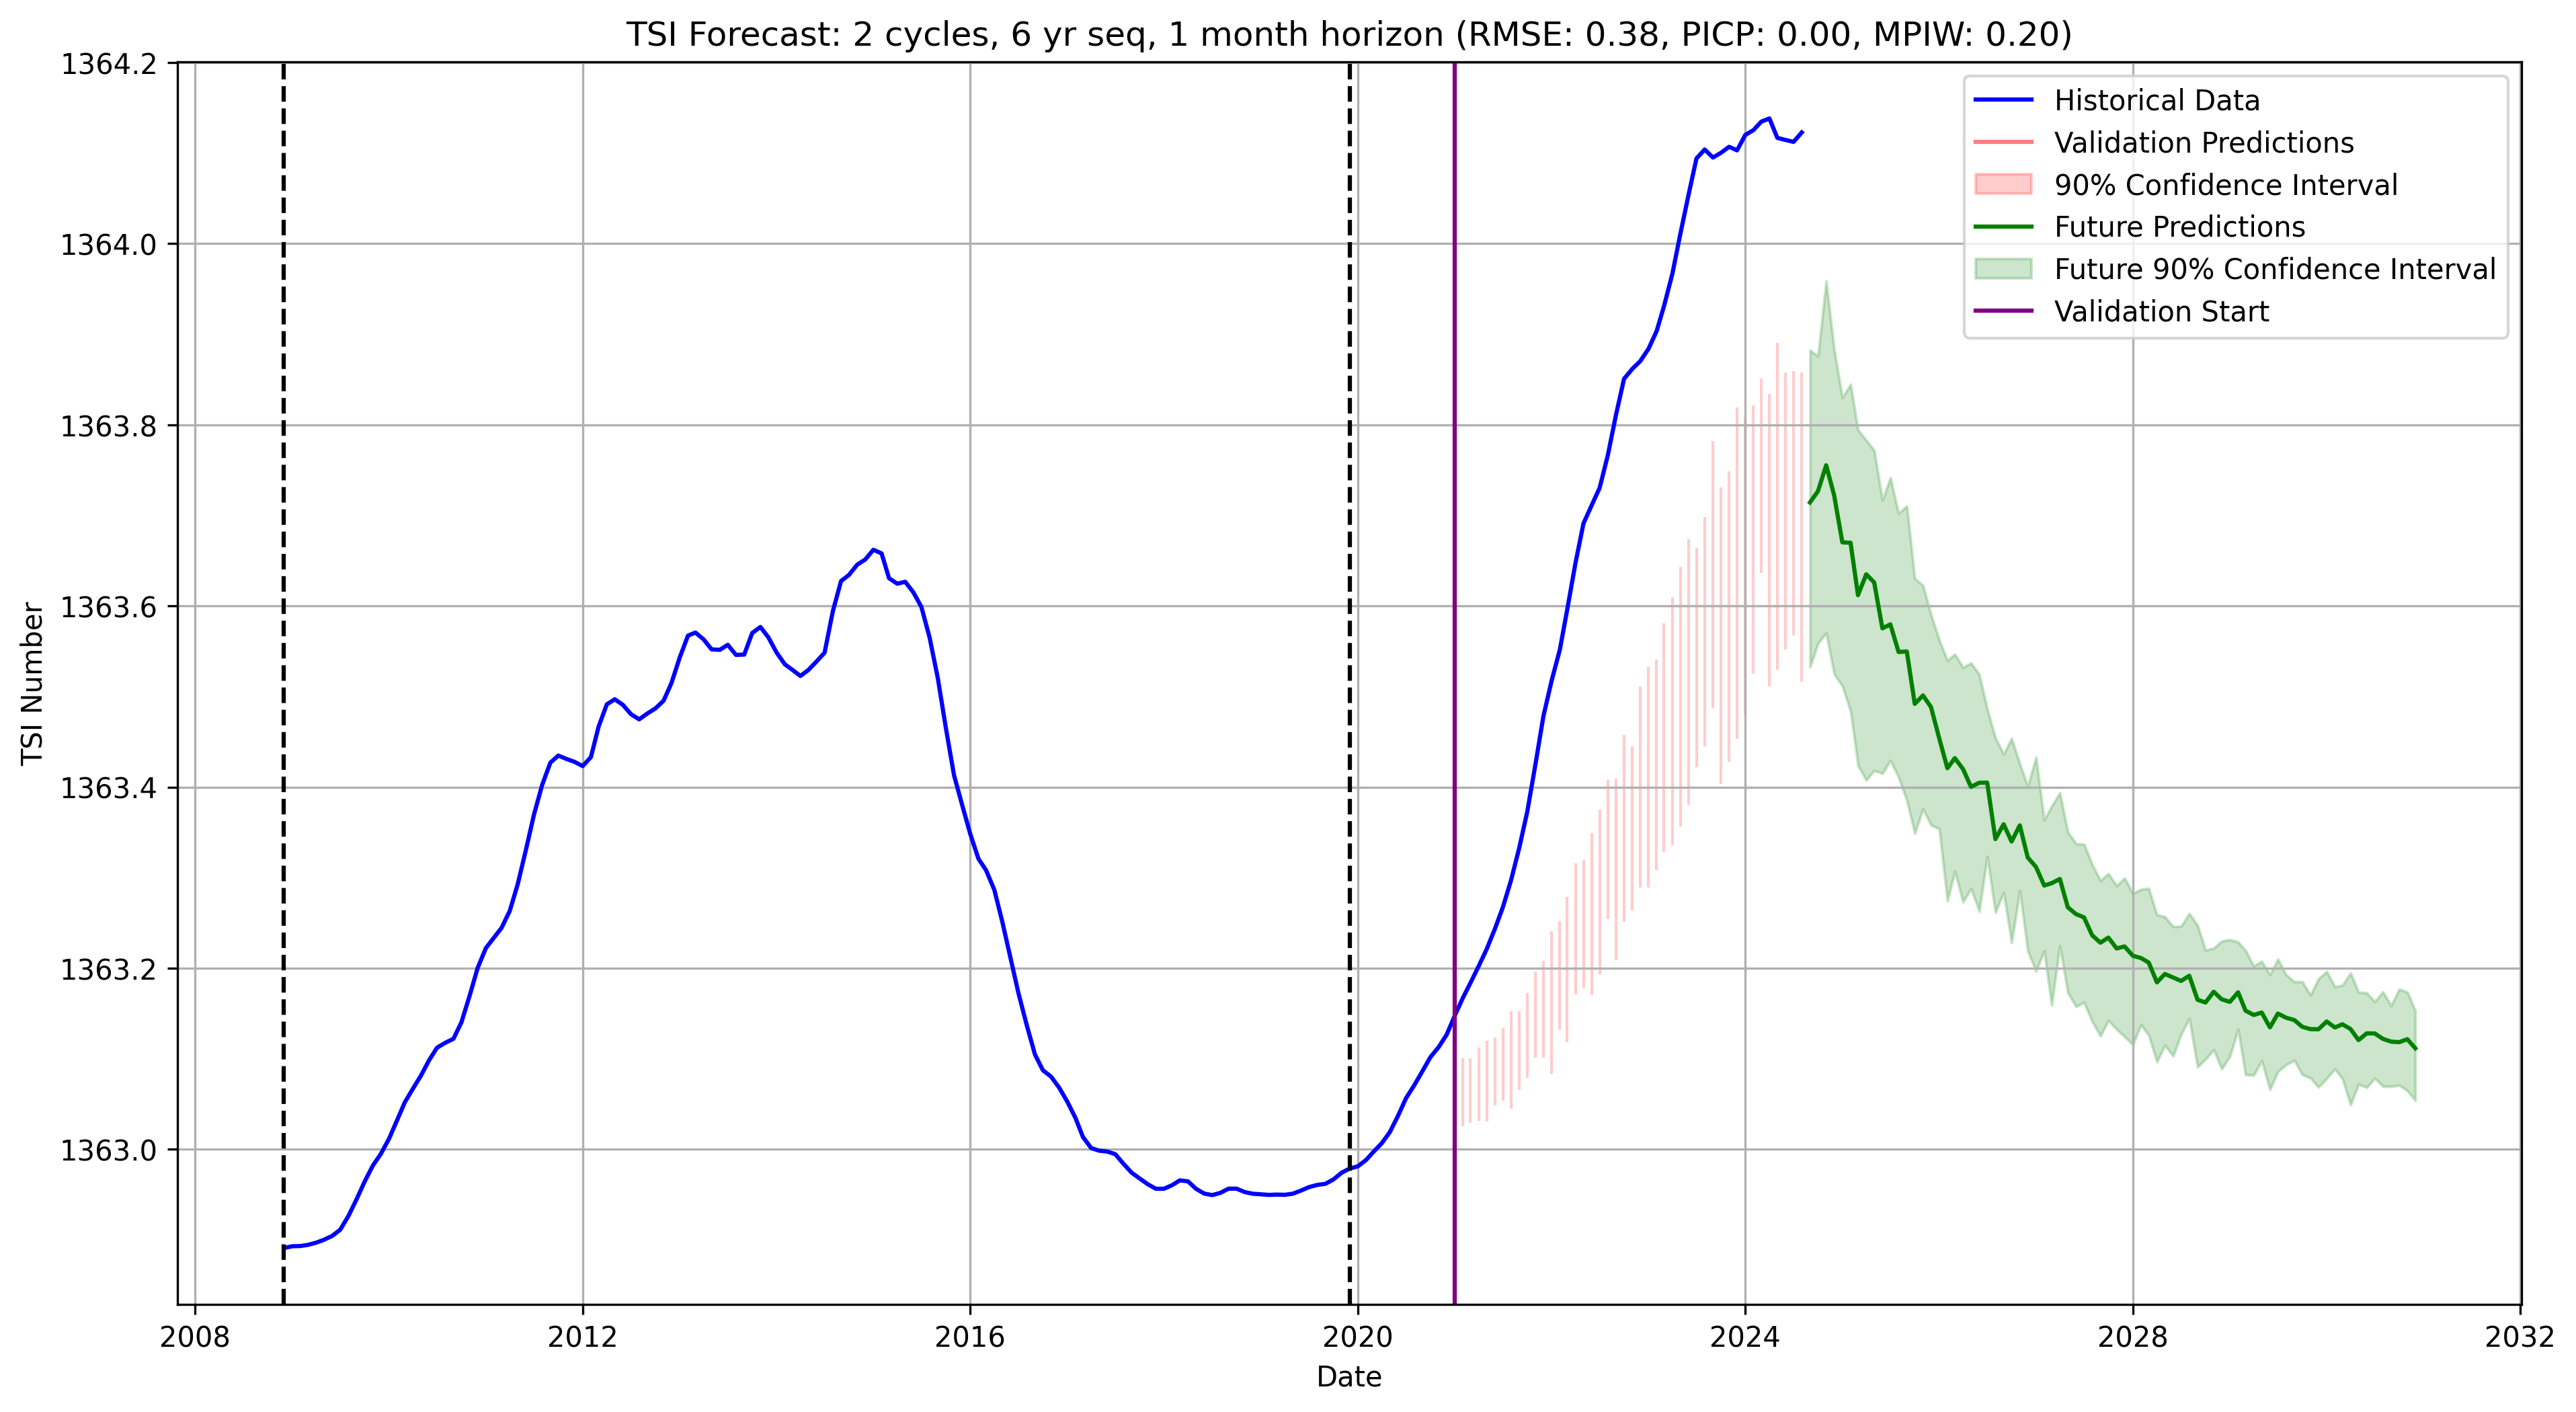 TSI Forecast: 2 cycles, 6 yr seq, 1 month horizon (RMSE: 0.38, PICP: 0.00, MPIW: 0.20)
1364.2
1364.0
1363.8
1363.6
1363.4
1363.2
1363.0
TSI Number
Historical Data
Validation Predictions
90% Confidence Interval
Future Predictions
Future 90% Confidence Interval
Validation Start
2008 2012 2016 2020 2024 2028 2032
Date